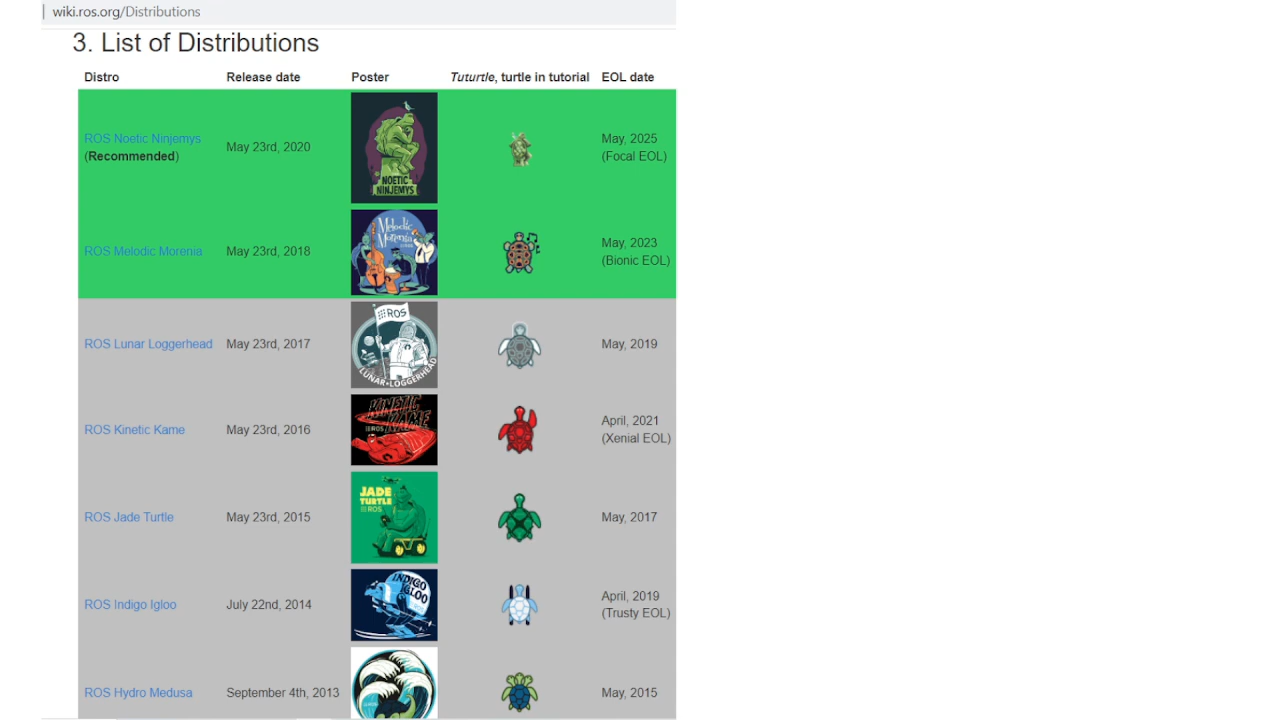 wiki.ros.org/Distributions
3. List of Distributions
Distro Release date Poster Tuturtle, turtle in tutorial EOL date
ROS Noetic Ninjemys
(Recommended)
May 23rd, 2020
NOETIC
NINJEMYS
May, 2025
(Focal EOL)
ROS Melodic Morenia
May 23rd, 2018
Melodic
Morenia
May, 2023
(Bionic EOL)
ROS Lunar Loggerhead
May 23rd, 2017
ROS
LUNAR•LOGGERHEAD
May, 2019
ROS Kinetic Kame
May 23rd, 2016
KINETIC
KAME
ROS
April, 2021
(Xenial EOL)
ROS Jade Turtle
May 23rd, 2015
JADE
TURTLE
ROS
May, 2017
ROS Indigo Igloo
July 22nd, 2014
INDIGO
IGLOO
April, 2019
(Trusty EOL)
ROS Hydro Medusa
September 4th, 2013
May, 2015